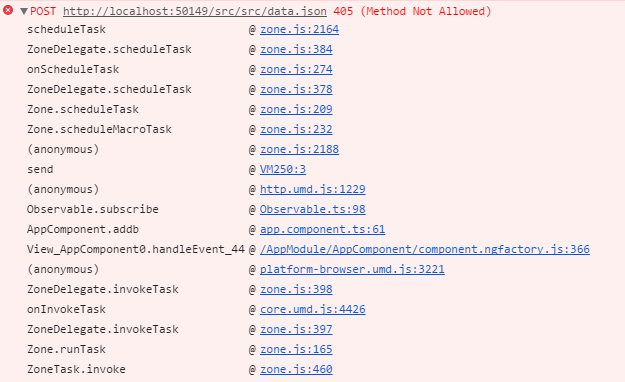 POST http://localhost:50149/src/src/data.json 405 (Method Not Allowed)
scheduleTask @ zone.js:2164
ZoneDelegate.scheduleTask @ zone.js:384
onScheduleTask @ zone.js:274
ZoneDelegate.scheduleTask @ zone.js:378
Zone.scheduleTask @ zone.js:209
Zone.scheduleMacroTask @ zone.js:232
(anonymous) @ zone.js:2188
send @ VM250:3
(anonymous) @ http.umd.js:1229
Observable.subscribe @ Observable.ts:98
AppComponent.addb @ app.component.ts:61
View_AppComponent0.handleEvent_44 @ /AppModule/AppComponent/component.ngfactory.js:366
(anonymous) @ platform-browser.umd.js:3221
ZoneDelegate.invokeTask @ zone.js:398
onInvokeTask @ core.umd.js:4426
ZoneDelegate.invokeTask @ zone.js:397
Zone.runTask @ zone.js:165
ZoneTask.invoke @ zone.js:460